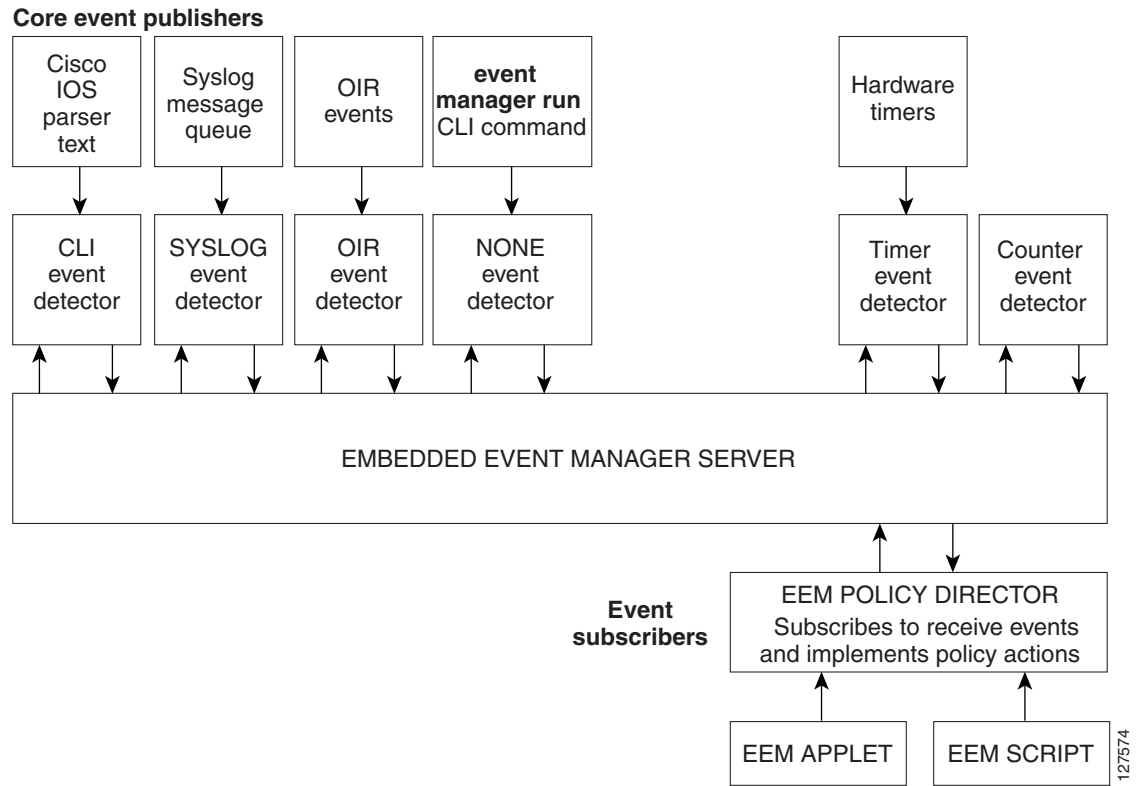 Core event publishers
Cisco
IOS
parser
text
Syslog
message
queue
OIR
events
event
manager run
CLI command
Hardware
timers
CLI
event
detector
SYSLOG
event
detector
OIR
event
detector
NONE
event
detector
Timer
event
detector
Counter
event
detector
EMBEDDED EVENT MANAGER SERVER
Event
subscribers
EEM POLICY DIRECTOR
Subscribes to receive events
and implements policy actions
EEM APPLET
EEM SCRIPT
127574